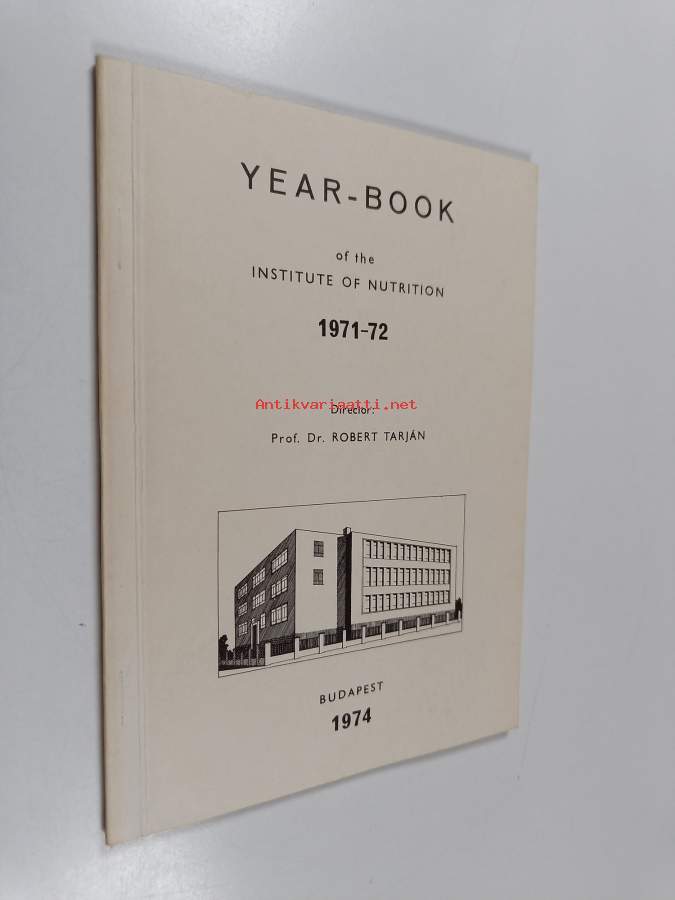 YEAR-BOOK
of the
INSTITUTE OF NUTRITION
1971-72
Antikvariaatti.net
Director:
Prof. Dr. ROBERT TARJÁN
BUDAPEST
1974